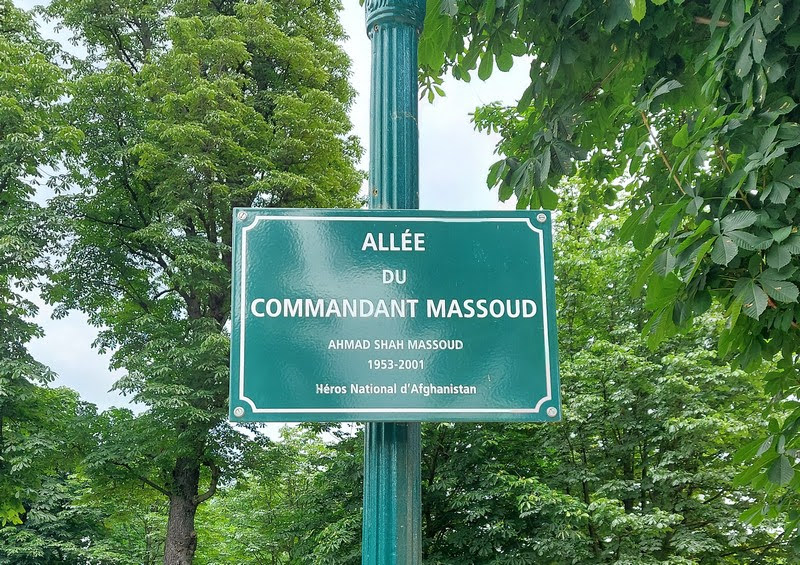 ALLÉE
DU
COMMANDANT MASSOUD
AHMAD SHAH MASSOUD
1953-2001
Héros National d'Afghanistan